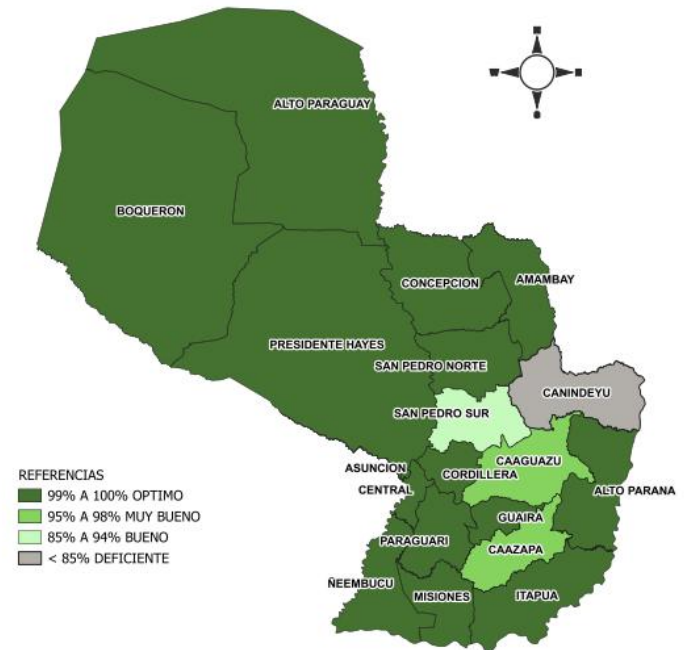 ALTO PARAGUAY
BOQUERON
CONCEPCION
AMAMBAY
PRESIDENTE HAYES
SAN PEDRO NORTE
CANINDEYU
SAN PEDRO SUR
CAAGUAZU
ASUNCION
CORDILLERA
CENTRAL
ALTO PARANA
GUAIRA
PARAGUARI
CAAZAPA
ÑEEMBUCU
MISIONES
ITAPUA
REFERENCIAS
99% A 100% OPTIMO
95% A 98% MUY BUENO
85% A 94% BUENO
< 85% DEFICIENTE